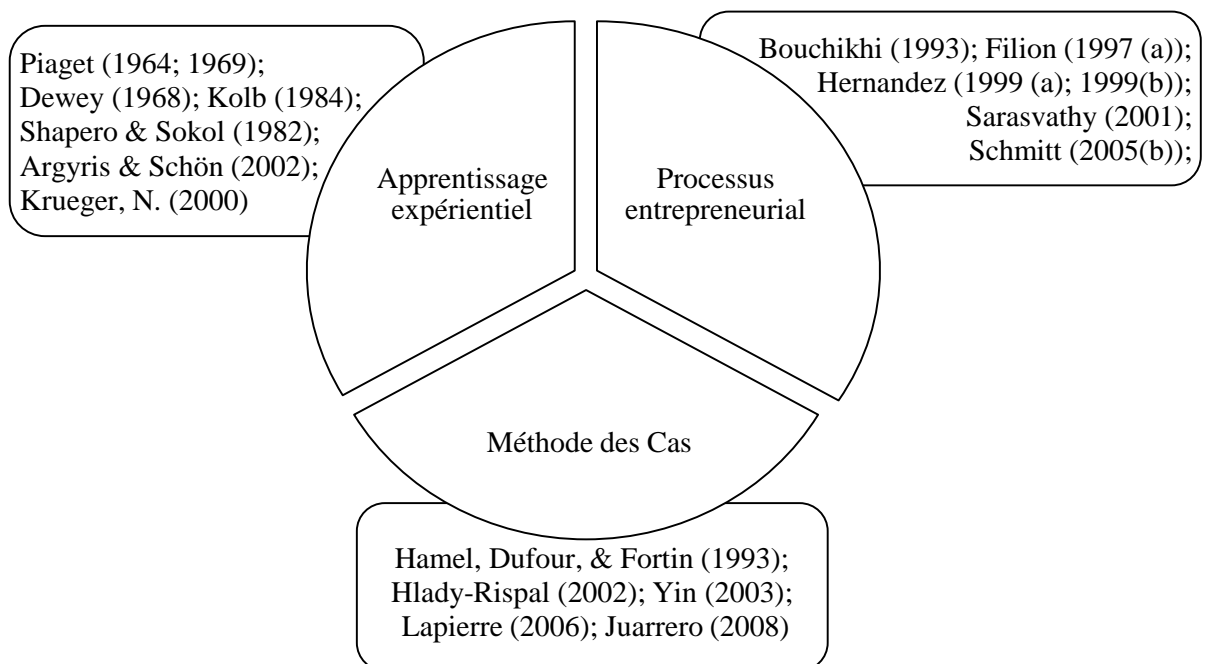 Piaget (1964; 1969);
Dewey (1968); Kolb (1984);
Shapero & Sokol (1982);
Argyris & Schön (2002);
Krueger, N. (2000)
Bouchikhi (1993); Filion (1997 (a));
Hernandez (1999 (a); 1999(b));
Sarasvathy (2001);
Schmitt (2005(b));
Apprentissage
expérientiel
Processus
entrepreneurial
Méthode des Cas
Hamel, Dufour, & Fortin (1993);
Hlady-Rispal (2002); Yin (2003);
Lapierre (2006); Juarrero (2008)